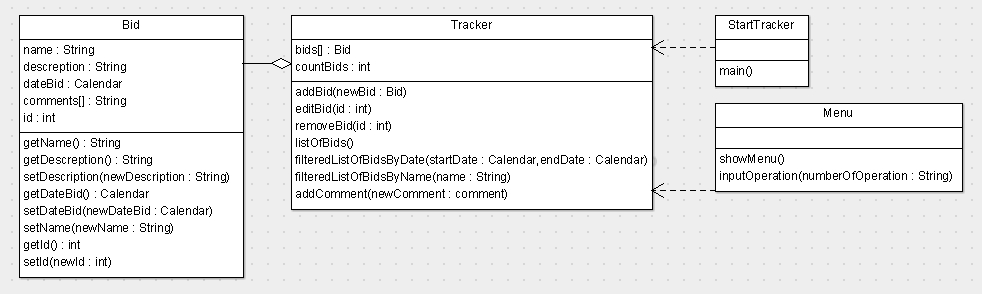 Bid
name : String
descreption : String
dateBid : Calendar
comments[] : String
id : int
getName() : String
getDescreption() : String
setDescription(newDescription : String)
getDateBid() : Calendar
setDateBid(newDateBid : Calendar)
setName(newName : String)
getId() : int
setId(newId : int)
Tracker
bids[] : Bid
countBids : int
addBid(newBid : Bid)
editBid(id : int)
removeBid(id : int)
listOfBids()
filteredListOfBidsByDate(startDate : Calendar,endDate : Calendar)
filteredListOfBidsByName(name : String)
addComment(newComment : comment)
StartTracker
main()
Menu
showMenu()
inputOperation(numberOfOperation : String)